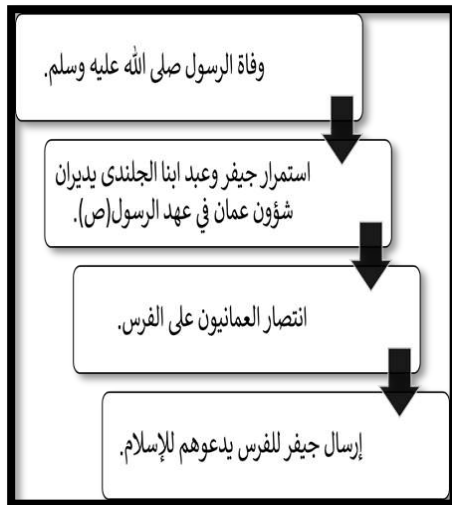 وفاة الرسول صلى الله عليه وسلم.
استمرار جيفر وعبد ابنا الجلندى يديران
شؤون عمان في عهد الرسول(ص).
انتصار العمانيون على الفرس.
إرسال جيفر للفرس يدعوهم للإسلام.